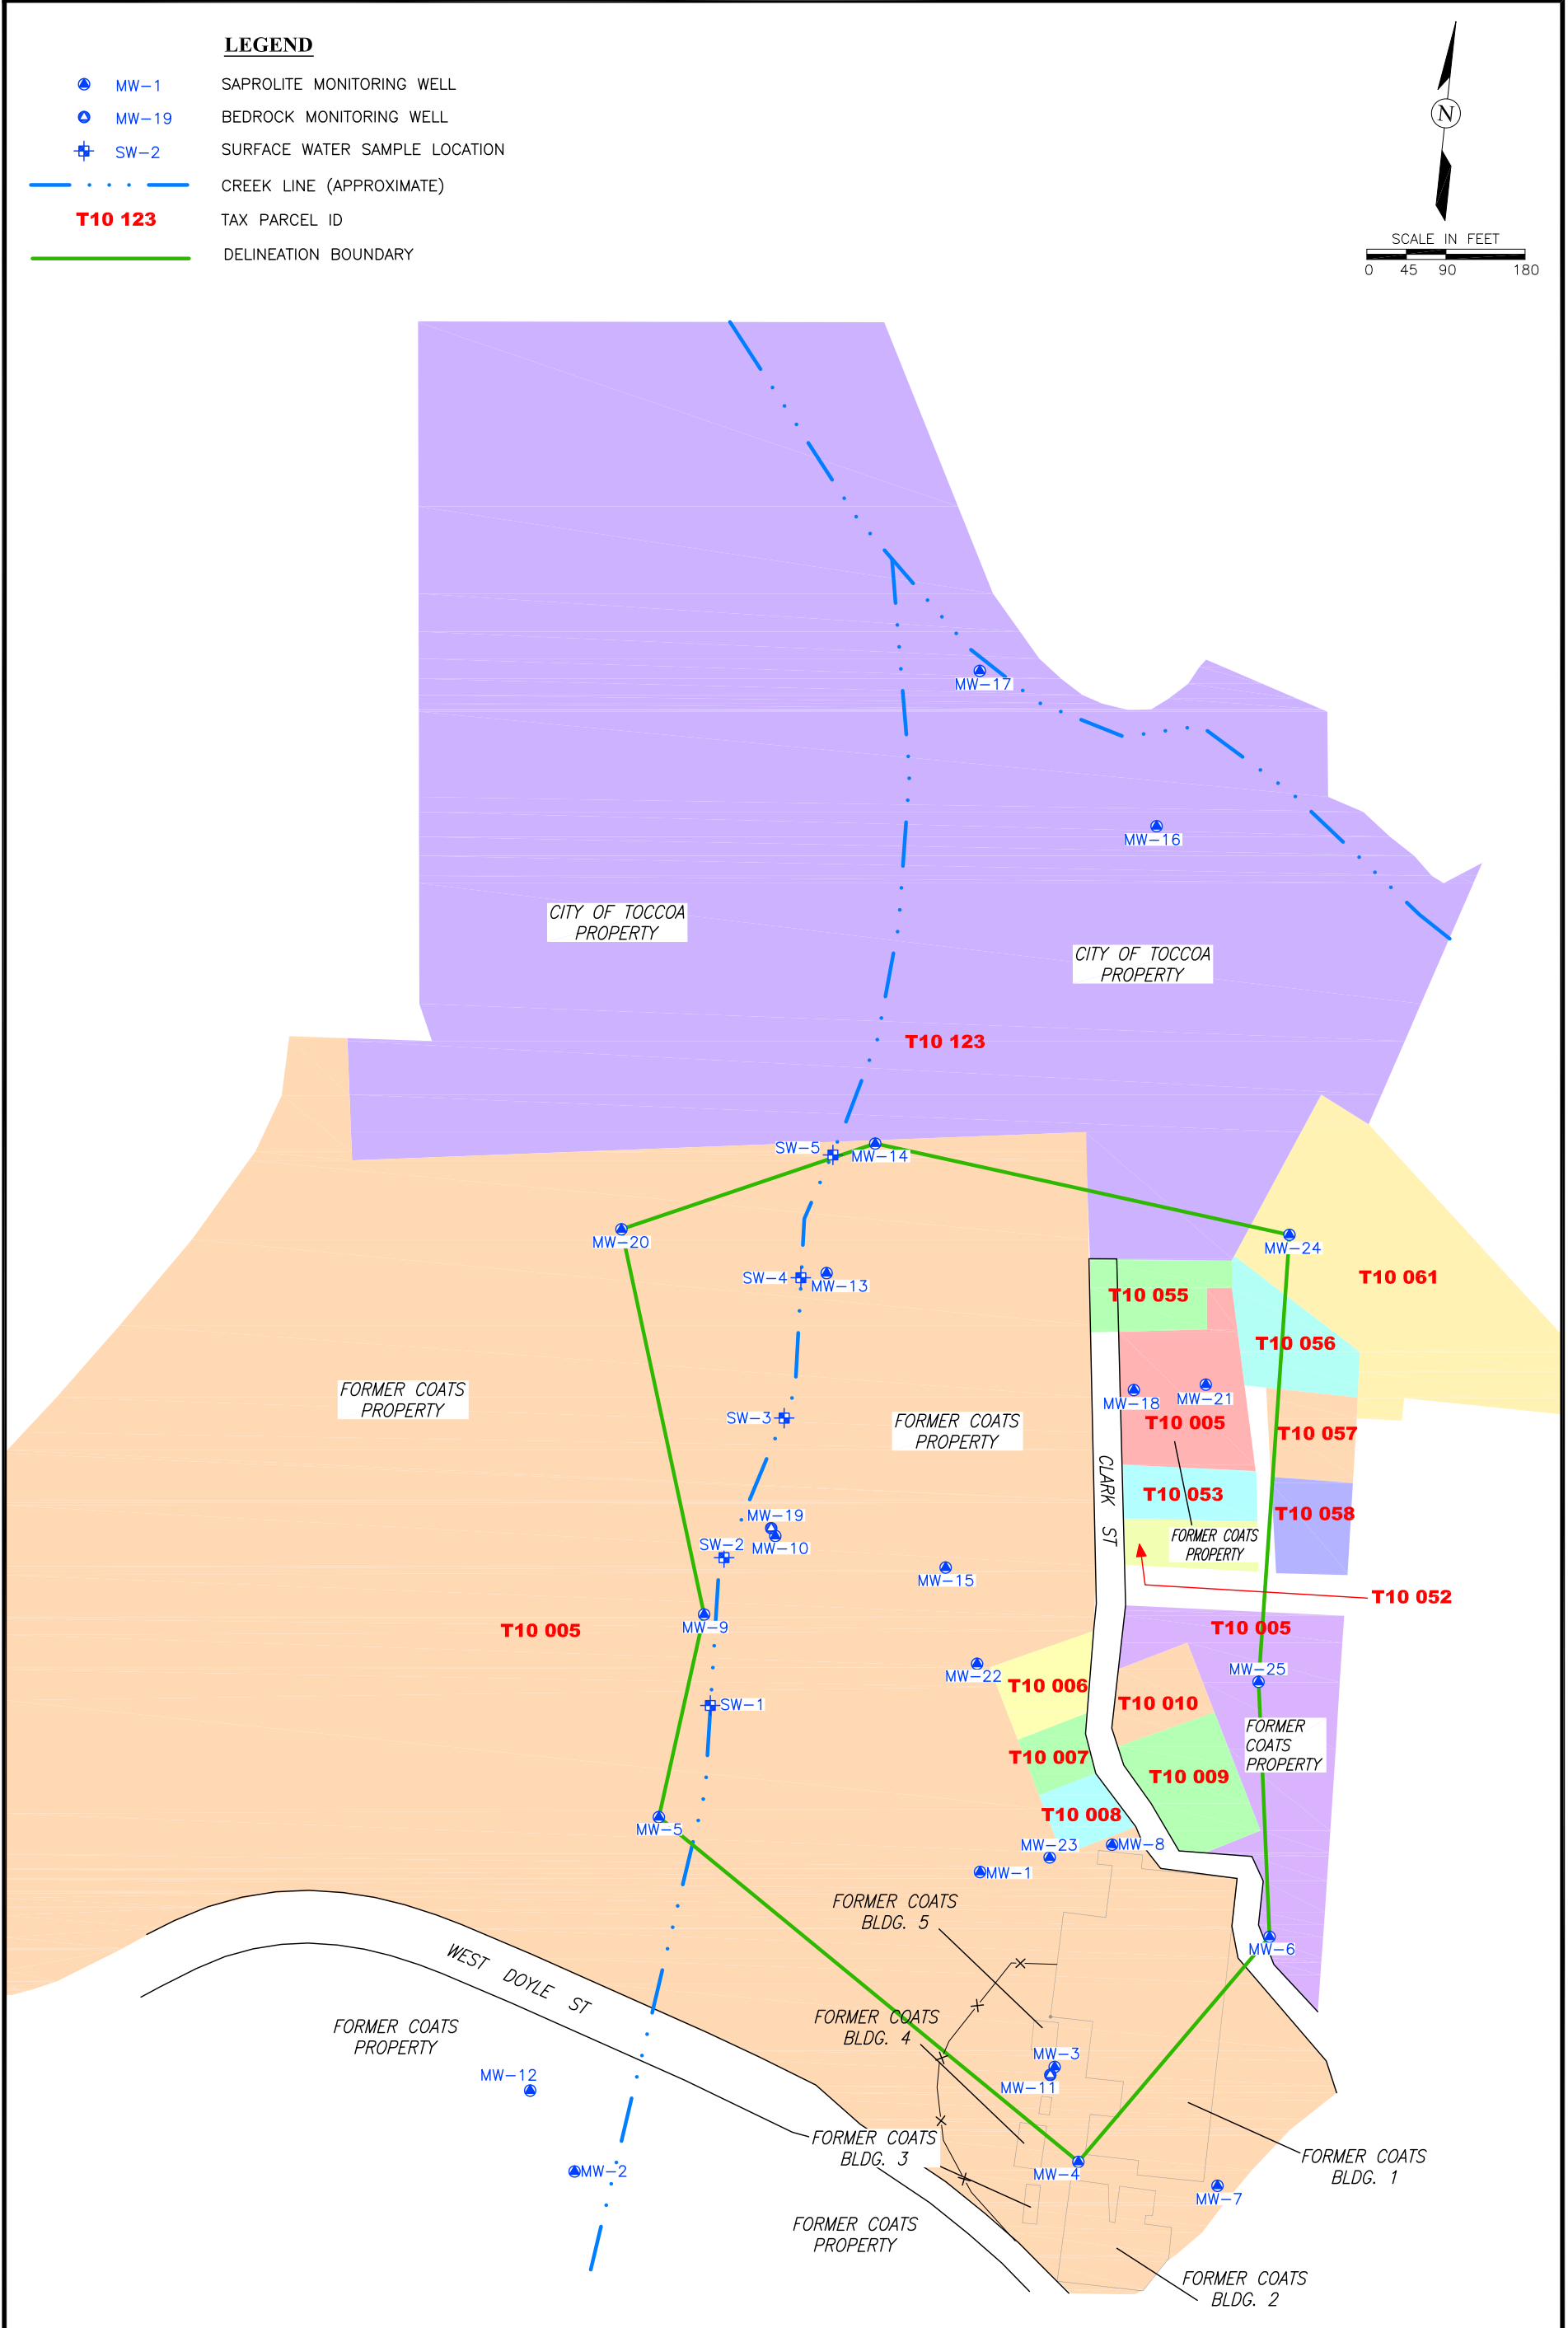 LEGEND
MW-1 SAPROLITE MONITORING WELL
MW-19 BEDROCK MONITORING WELL
SW-2 SURFACE WATER SAMPLE LOCATION
CREEK LINE (APPROXIMATE)
T10 123 TAX PARCEL ID
DELINEATION BOUNDARY
N
SCALE IN FEET
0 45 90 180
MW-17
MW-16
CITY OF TOCCOA
PROPERTY
CITY OF TOCCOA
PROPERTY
T10 123
SW-5
MW-14
MW-20
MW-24
SW-4
MW-13
T10 061
T10 055
T10 056
FORMER COATS
PROPERTY
MW-18
MW-21
SW-3
FORMER COATS
PROPERTY
T10 005
T10 057
CLARK ST
T10 053
T10 058
MW-19
MW-10
FORMER COATS
PROPERTY
SW-2
MW-15
T10 052
MW-9
T10 005
T10 005
MW-22
MW-25
T10 006
T10 010
SW-1
FORMER
COATS
PROPERTY
T10 007
T10 009
T10 008
MW-5
MW-23
MW-8
MW-1
FORMER COATS
BLDG. 5
MW-6
WEST DOYLE ST
FORMER COATS
PROPERTY
FORMER COATS
BLDG. 4
MW-3
MW-11
MW-12
FORMER COATS
BLDG. 3
FORMER COATS
BLDG. 1
MW-2
MW-4
MW-7
FORMER COATS
PROPERTY
FORMER COATS
BLDG. 2